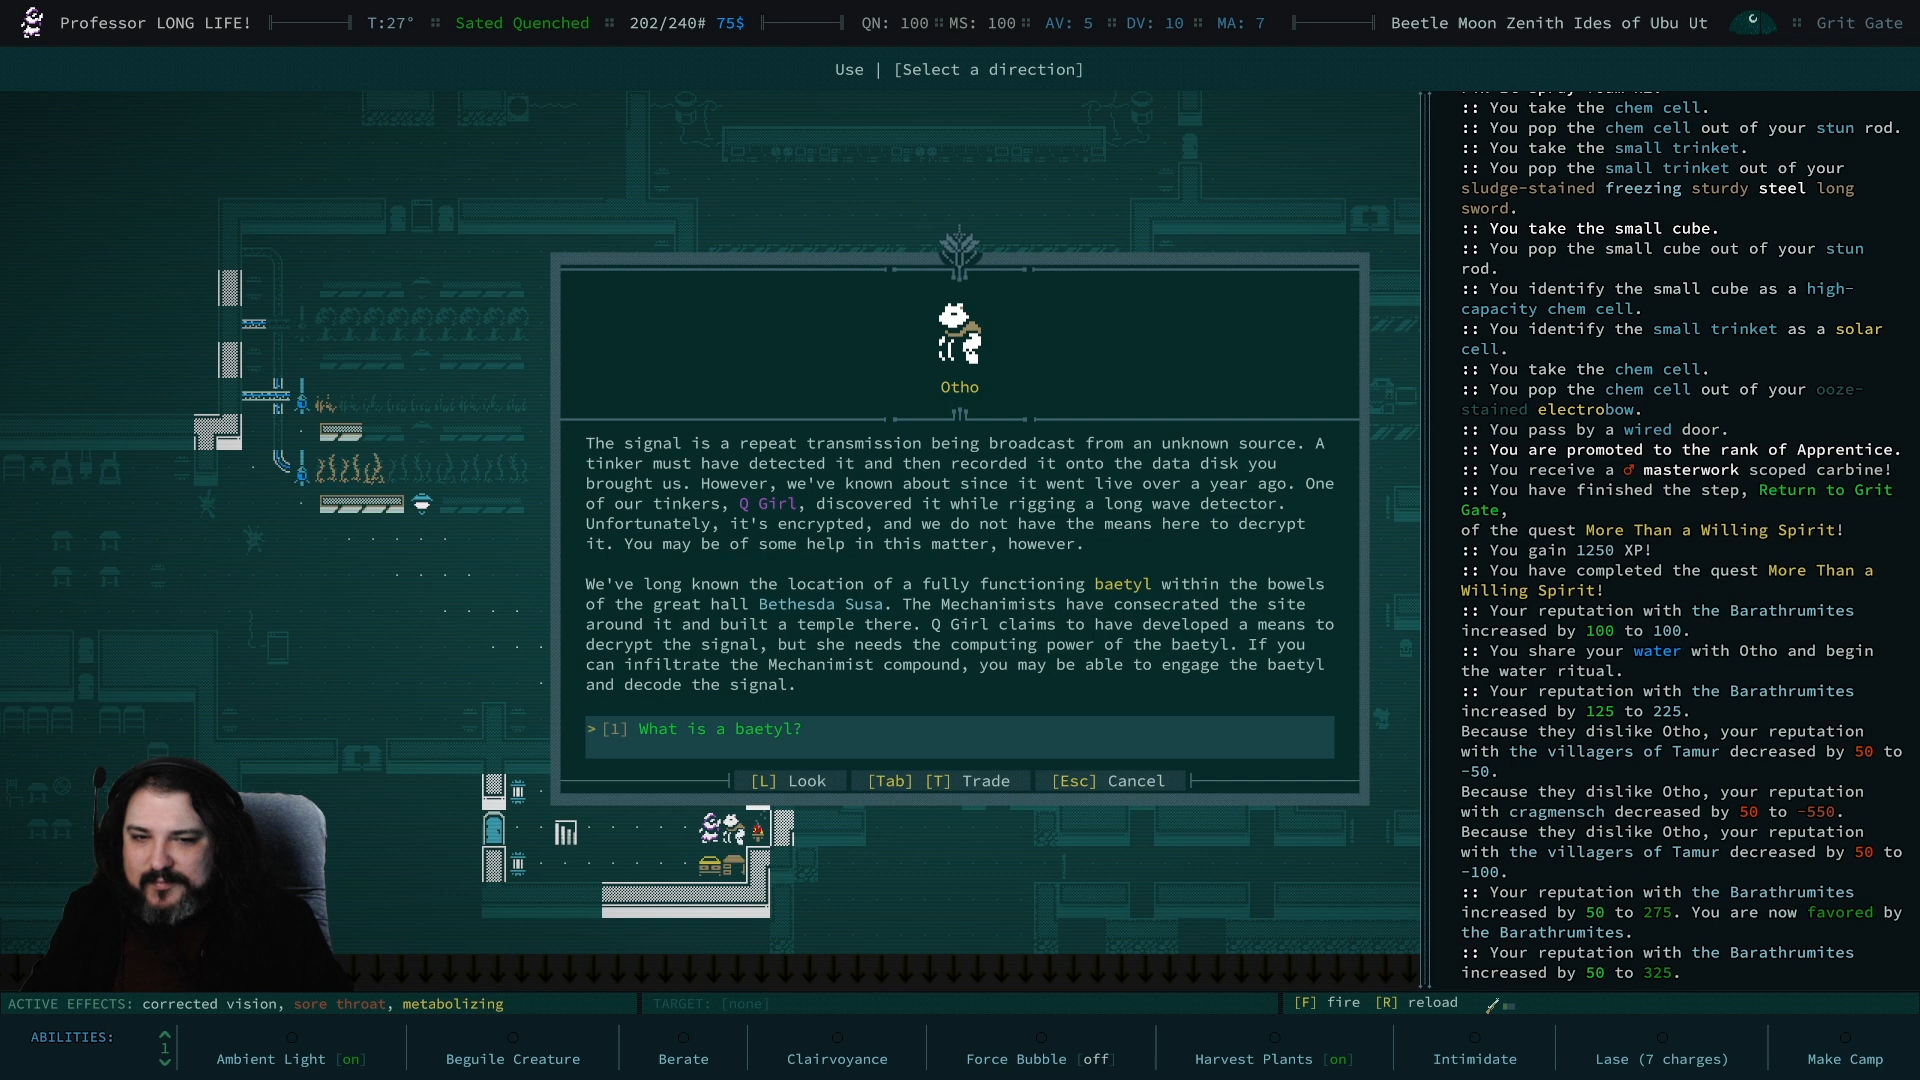 Professor LONG LIFE! T:27° Sated Quenched 202/240# 75$ QN: 100 MS: 100 AV: 5 DV: 10 MA: 7 Beetle Moon Zenith Ides of Ubu Ut Grit Gate
Use | [Select a direction]
Otho
The signal is a repeat transmission being broadcast from an unknown source. A
tinker must have detected it and then recorded it onto the data disk you
brought us. However, we've known about since it went live over a year ago. One
of our tinkers, Q Girl, discovered it while rigging a long wave detector.
Unfortunately, it's encrypted, and we do not have the means here to decrypt
it. You may be of some help in this matter, however.
We've long known the location of a fully functioning baetyl within the bowels
of the great hall Bethesda Susa. The Mechanimists have consecrated the site
around it and built a temple there. Q Girl claims to have developed a means to
decrypt the signal, but she needs the computing power of the baetyl. If you
can infiltrate the Mechanimist compound, you may be able to engage the baetyl
and decode the signal.
> [1] What is a baetyl?
[L] Look [Tab] [T] Trade [Esc] Cancel
:: You take the chem cell.
:: You pop the chem cell out of your stun rod.
:: You take the small trinket.
:: You pop the small trinket out of your
sludge-stained freezing sturdy steel long
sword.
:: You take the small cube.
:: You pop the small cube out of your stun
rod.
:: You identify the small cube as a high-
capacity chem cell.
:: You identify the small trinket as a solar
cell.
:: You take the chem cell.
:: You pop the chem cell out of your ooze-
stained electrobow.
:: You pass by a wired door.
:: You are promoted to the rank of Apprentice.
:: You receive a ♂ masterwork scoped carbine!
:: You have finished the step, Return to Grit
Gate,
of the quest More Than a Willing Spirit!
:: You gain 1250 XP!
:: You have completed the quest More Than a
Willing Spirit!
:: Your reputation with the Barathrumites
increased by 100 to 100.
:: You share your water with Otho and begin
the water ritual.
:: Your reputation with the Barathrumites
increased by 125 to 225.
Because they dislike Otho, your reputation
with the villagers of Tamur decreased by 50 to
-50.
Because they dislike Otho, your reputation
with cragmensch decreased by 50 to -550.
Because they dislike Otho, your reputation
with the villagers of Tamur decreased by 50 to
-100.
:: Your reputation with the Barathrumites
increased by 50 to 275. You are now favored by
the Barathrumites.
:: Your reputation with the Barathrumites
increased by 50 to 325.
ACTIVE EFFECTS: corrected vision, sore throat, metabolizing TARGET: [none] [F] fire [R] reload
ABILITIES: 1 Ambient Light [on] Beguile Creature Berate Clairvoyance Force Bubble [off] Harvest Plants [on] Intimidate Lase (7 charges) Make Camp